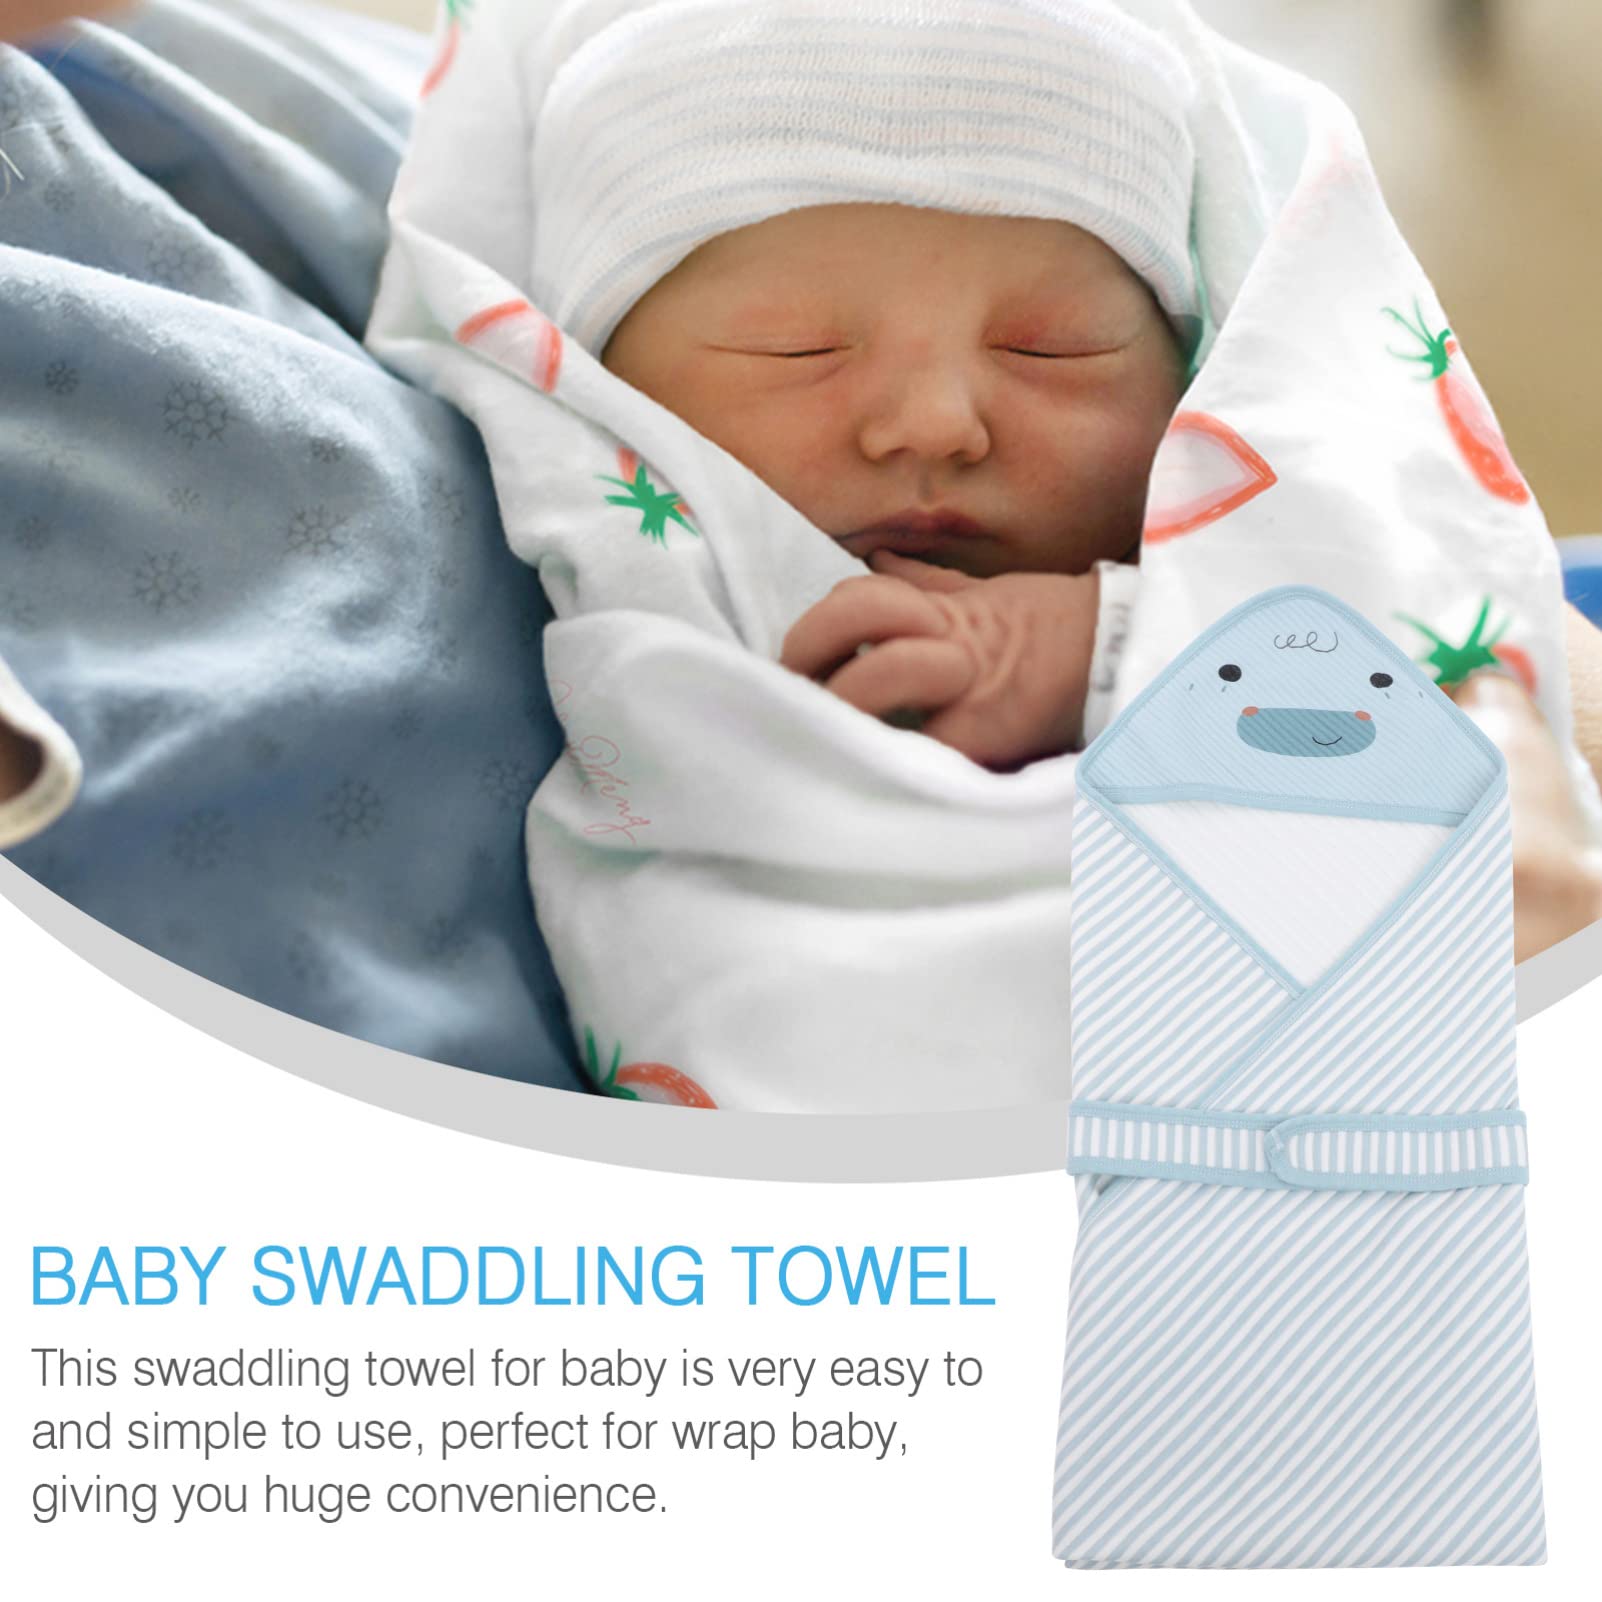 BABY SWADDLING TOWEL
This swaddling towel for baby is very easy to
and simple to use, perfect for wrap baby,
giving you huge convenience.